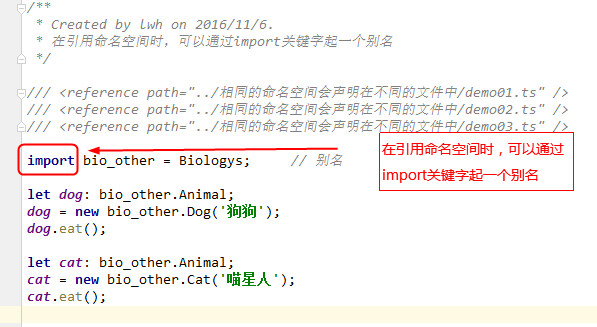 /**
* Created by lwh on 2016/11/6.
* 在引用命名空间时，可以通过import关键字起一个别名
*/
/// <reference path="../相同的命名空间会声明在不同的文件中/demo01.ts" />
/// <reference path="../相同的命名空间会声明在不同的文件中/demo02.ts" />
/// <reference path="../相同的命名空间会声明在不同的文件中/demo03.ts" />
import bio_other = Biologys; // 别名
在引用命名空间时，可以通过
import关键字起一个别名
let dog: bio_other.Animal;
dog = new bio_other.Dog('狗狗');
dog.eat();
let cat: bio_other.Animal;
cat = new bio_other.Cat('喵星人');
cat.eat();